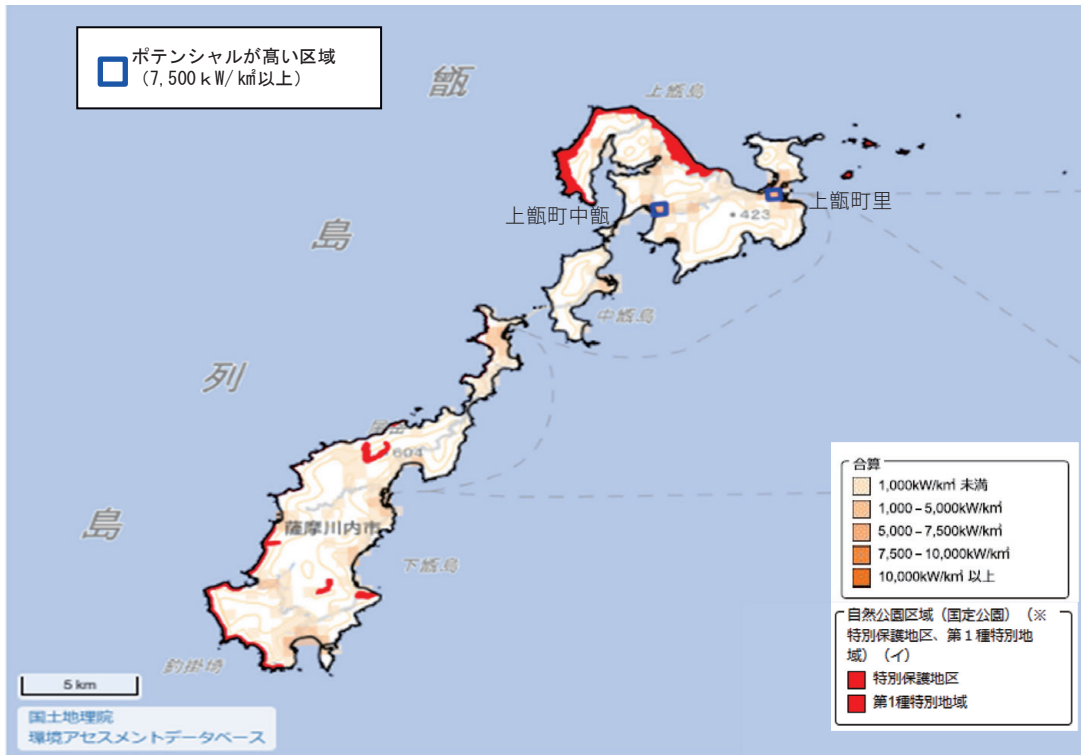 ポテンシャルが髙い区域
（7,500ｋW/㎢以上）
甑
島
列
島
上甑島
上甑町中甑
上甑町里
423
中甑島
尾岳
604
薩摩川内市
下甑島
釣掛埼
5 km
国土地理院
環境アセスメントデータベース
合算
1,000kW/k㎡ 未満
1,000 – 5,000kW/k㎡
5,000 – 7,500kW/k㎡
7,500 – 10,000kW/k㎡
10,000kW/k㎡ 以上
自然公園区域（国定公園）（※
特別保護地区、第１種特別地
域）（イ）
特別保護地区
第1種特別地域